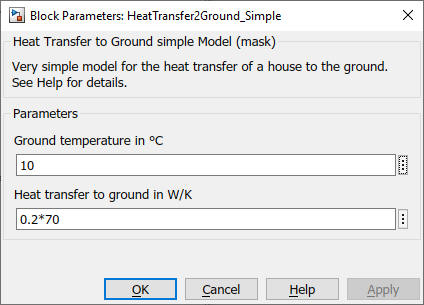 Block Parameters: HeatTransfer2Ground_Simple
Heat Transfer to Ground simple Model (mask)
Very simple model for the heat transfer of a house to the ground.
See Help for details.
Parameters
Ground temperature in ºC
10
Heat transfer to ground in W/K
0.2*70
OK Cancel Help Apply